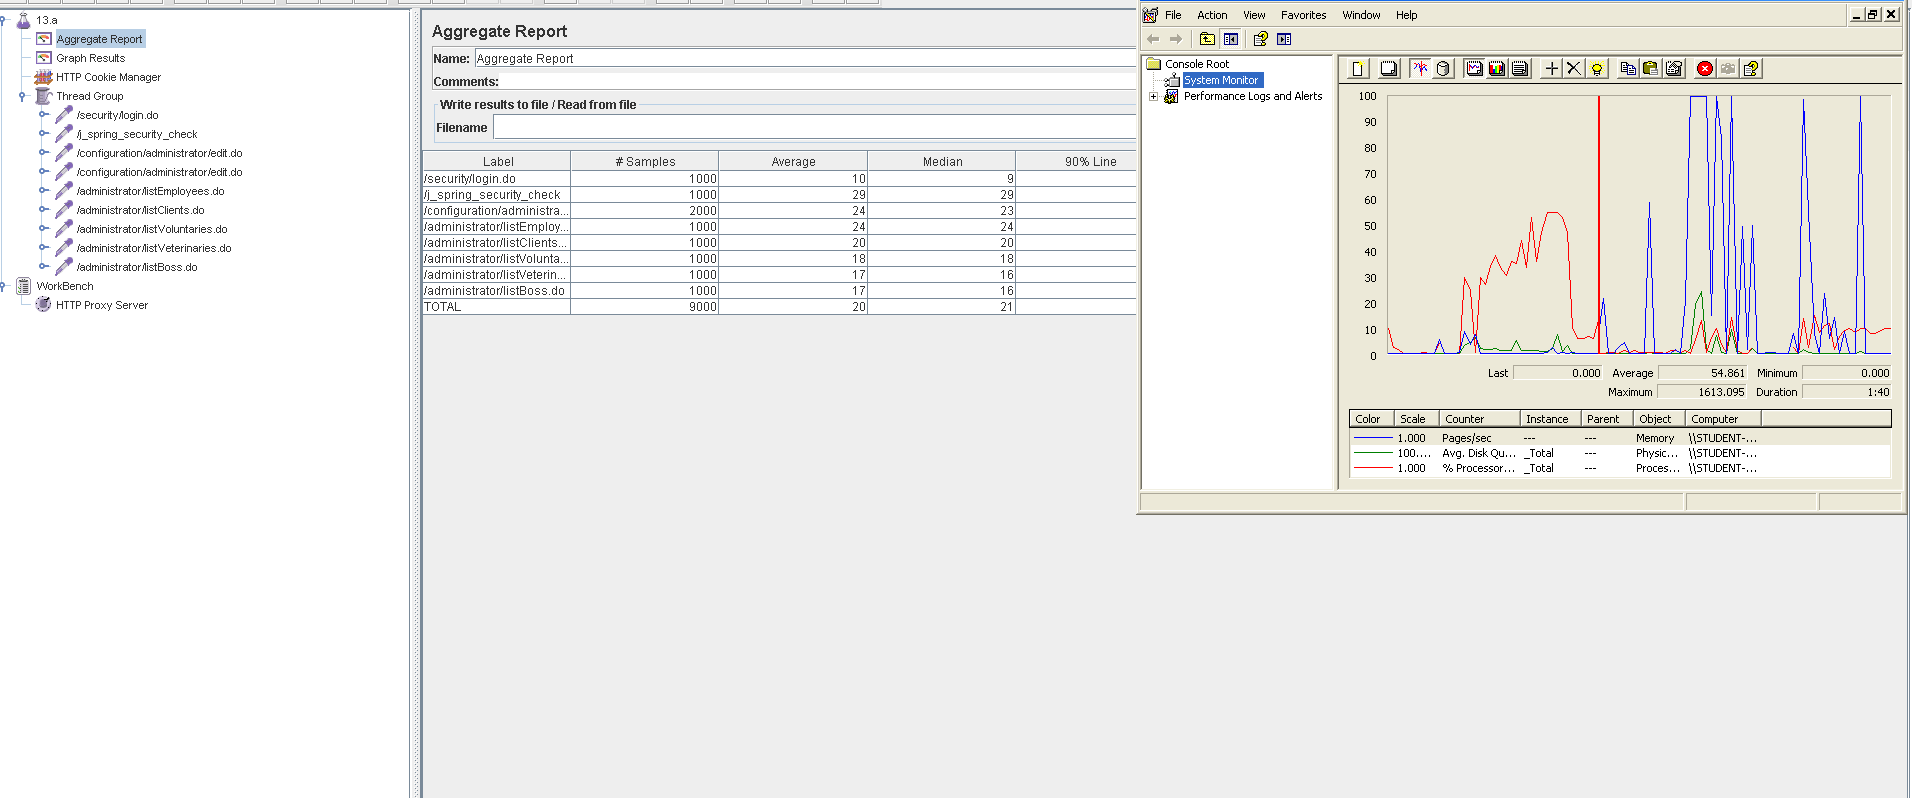 13.a
Aggregate Report
Graph Results
HTTP Cookie Manager
Thread Group
/security/login.do
/j_spring_security_check
/configuration/administrator/edit.do
/configuration/administrator/edit.do
/administrator/listEmployees.do
/administrator/listClients.do
/administrator/listVoluntaries.do
/administrator/listVeterinaries.do
/administrator/listBoss.do
WorkBench
HTTP Proxy Server
Aggregate Report
Name: Aggregate Report
Comments:
Write results to file / Read from file
Filename
Label # Samples Average Median 90% Line
/security/login.do 1000 10 9
/j_spring_security_check 1000 29 29
/configuration/administra... 2000 24 23
/administrator/listEmploy... 1000 24 24
/administrator/listClients... 1000 20 20
/administrator/listVolunta... 1000 18 18
/administrator/listVeterin... 1000 17 16
/administrator/listBoss.do 1000 17 16
TOTAL 9000 20 21
File Action View Favorites Window Help
Console Root
System Monitor
Performance Logs and Alerts
100
90
80
70
60
50
40
30
20
10
0
Last 0.000 Average 54.861 Minimum 0.000
Maximum 1613.095 Duration 1:40
Color Scale Counter Instance Parent Object Computer
1.000 Pages/sec --- --- Memory \\STUDENT-...
100.... Avg. Disk Qu... _Total --- Physic... \\STUDENT-...
1.000 % Processor... _Total --- Proces... \\STUDENT-...